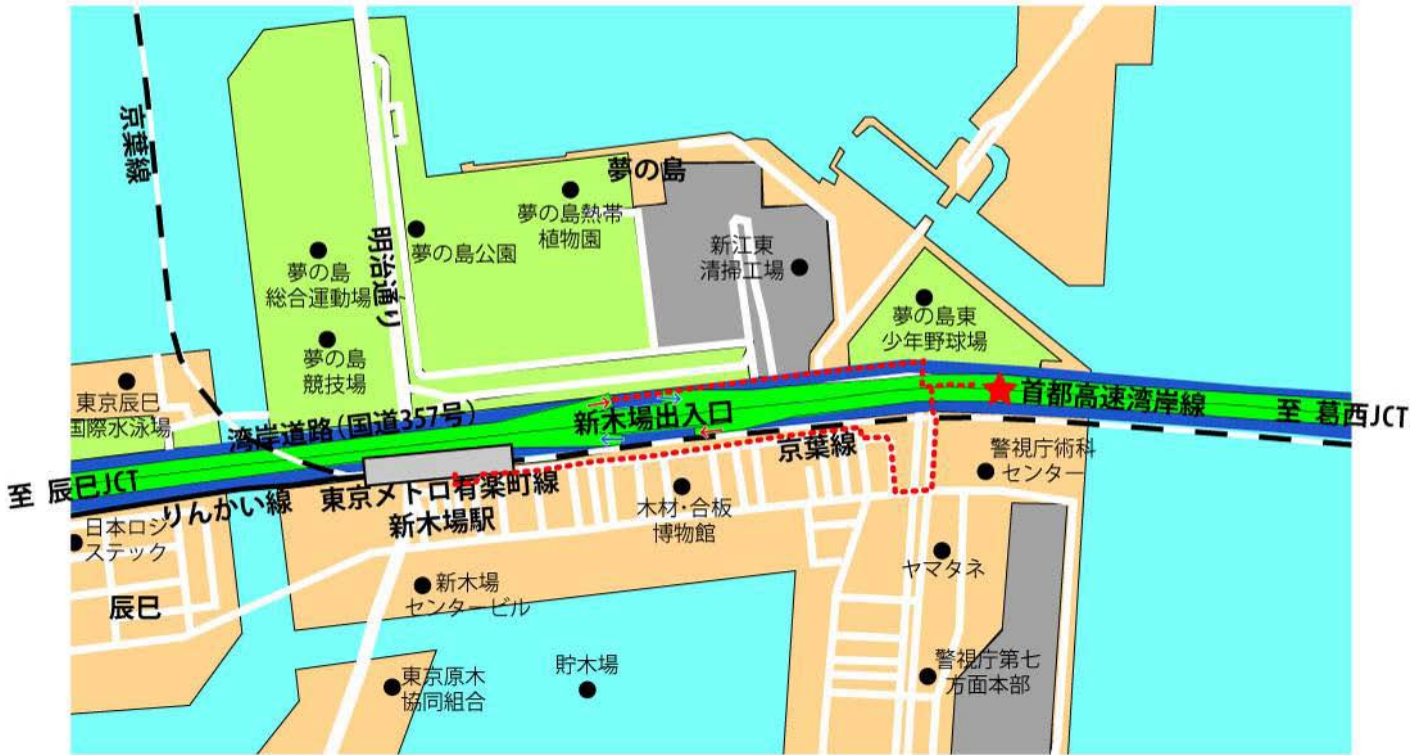 京葉線
明治通り
夢の島
夢の島熱帯
植物園
夢の島公園
夢の島
総合運動場
夢の島
競技場
新江東
清掃工場
夢の島東
少年野球場
東京辰巳
国際水泳場
湾岸道路(国道357号)
新木場出入口
首都高速湾岸線
至 葛西JCT
至 辰巳JCT
りんかい線
東京メトロ有楽町線
新木場駅
京葉線
警視庁術科
センター
木材・合板
博物館
日本ロジ
ステック
辰巳
新木場
センタービル
ヤマタネ
東京原木
協同組合
貯木場
警視庁第七
方面本部